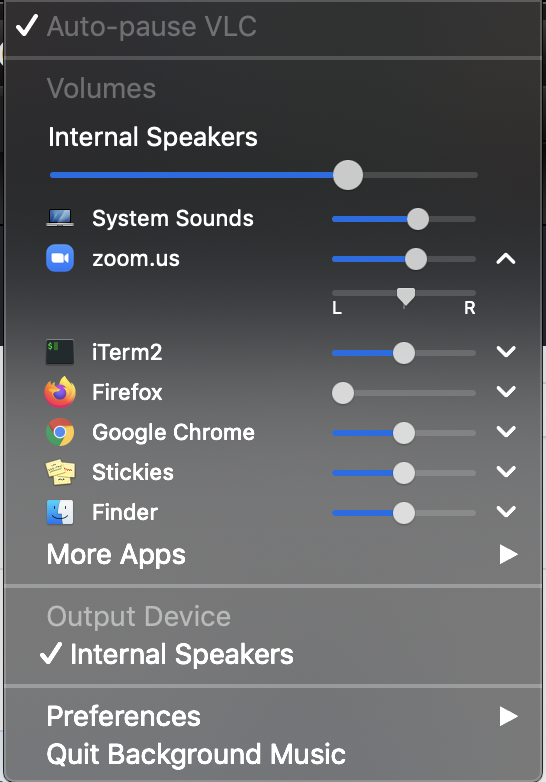 Auto-pause VLC
Volumes
Internal Speakers
System Sounds
zoom.us
L R
iTerm2
Firefox
Google Chrome
Stickies
Finder
More Apps
Output Device
Internal Speakers
Preferences
Quit Background Music